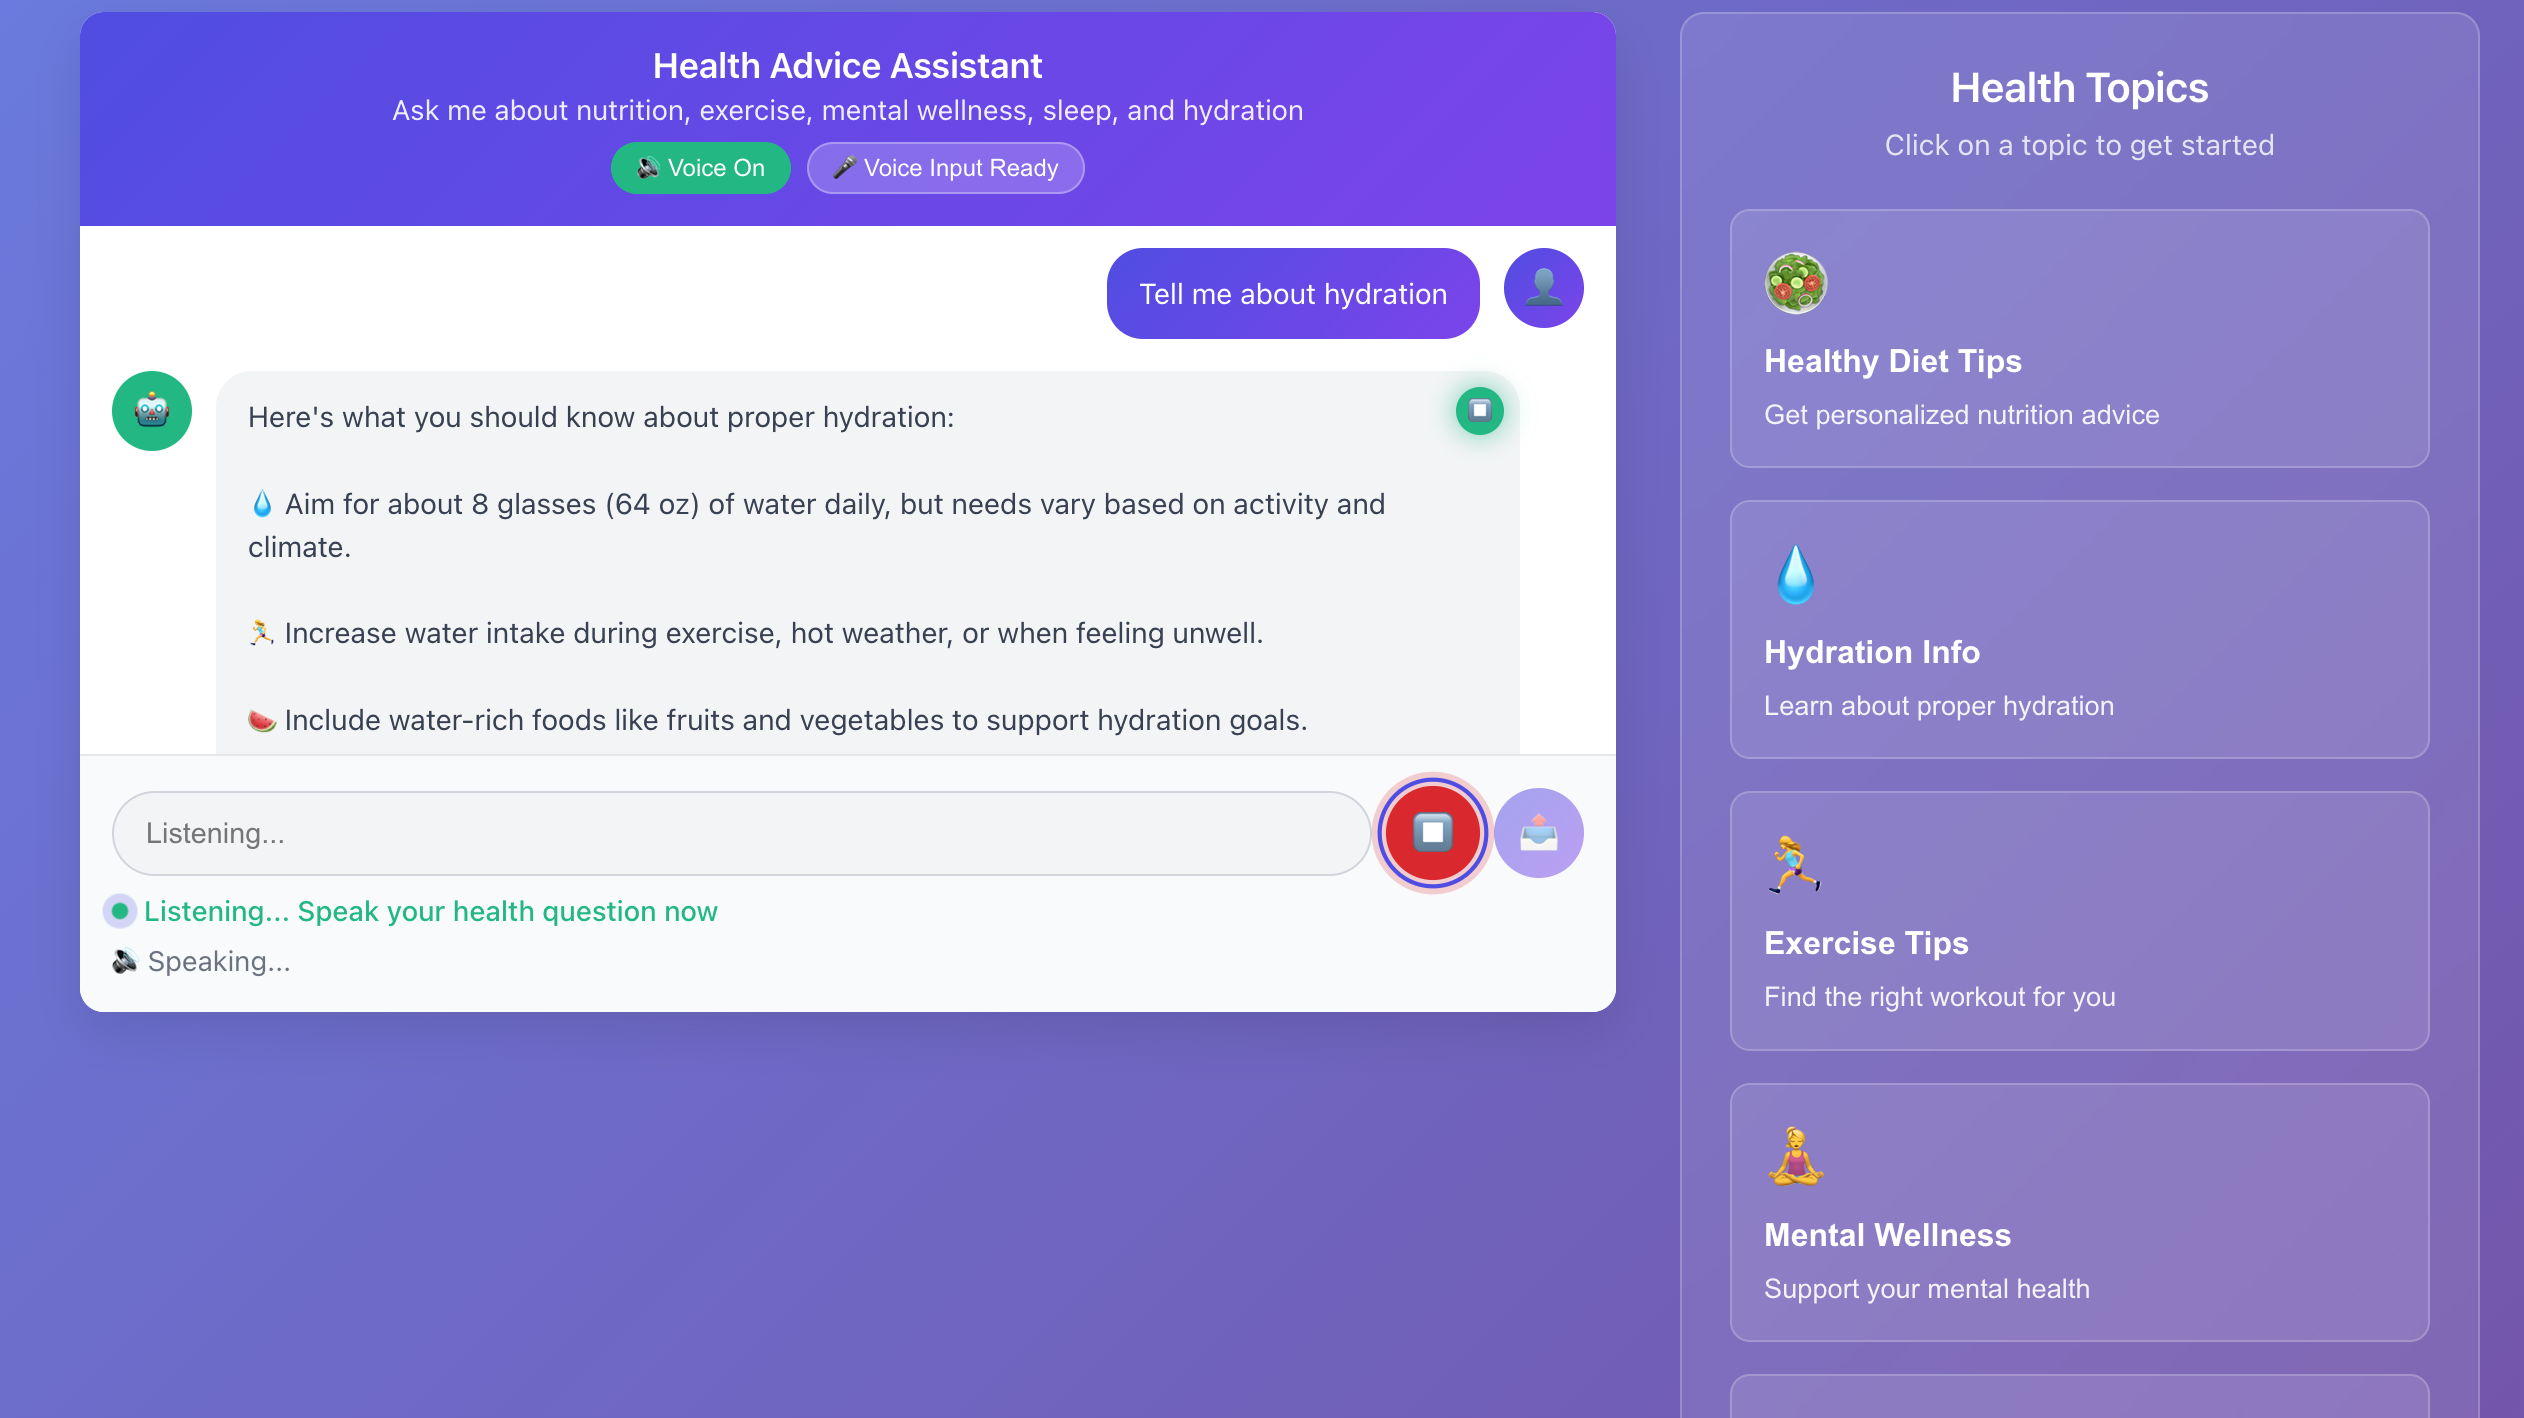 Health Advice Assistant
Ask me about nutrition, exercise, mental wellness, sleep, and hydration
Voice On
Voice Input Ready
Tell me about hydration
Here's what you should know about proper hydration:
Aim for about 8 glasses (64 oz) of water daily, but needs vary based on activity and
climate.
Increase water intake during exercise, hot weather, or when feeling unwell.
Include water-rich foods like fruits and vegetables to support hydration goals.
Listening...
Listening... Speak your health question now
Speaking...
Health Topics
Click on a topic to get started
Healthy Diet Tips
Get personalized nutrition advice
Hydration Info
Learn about proper hydration
Exercise Tips
Find the right workout for you
Mental Wellness
Support your mental health